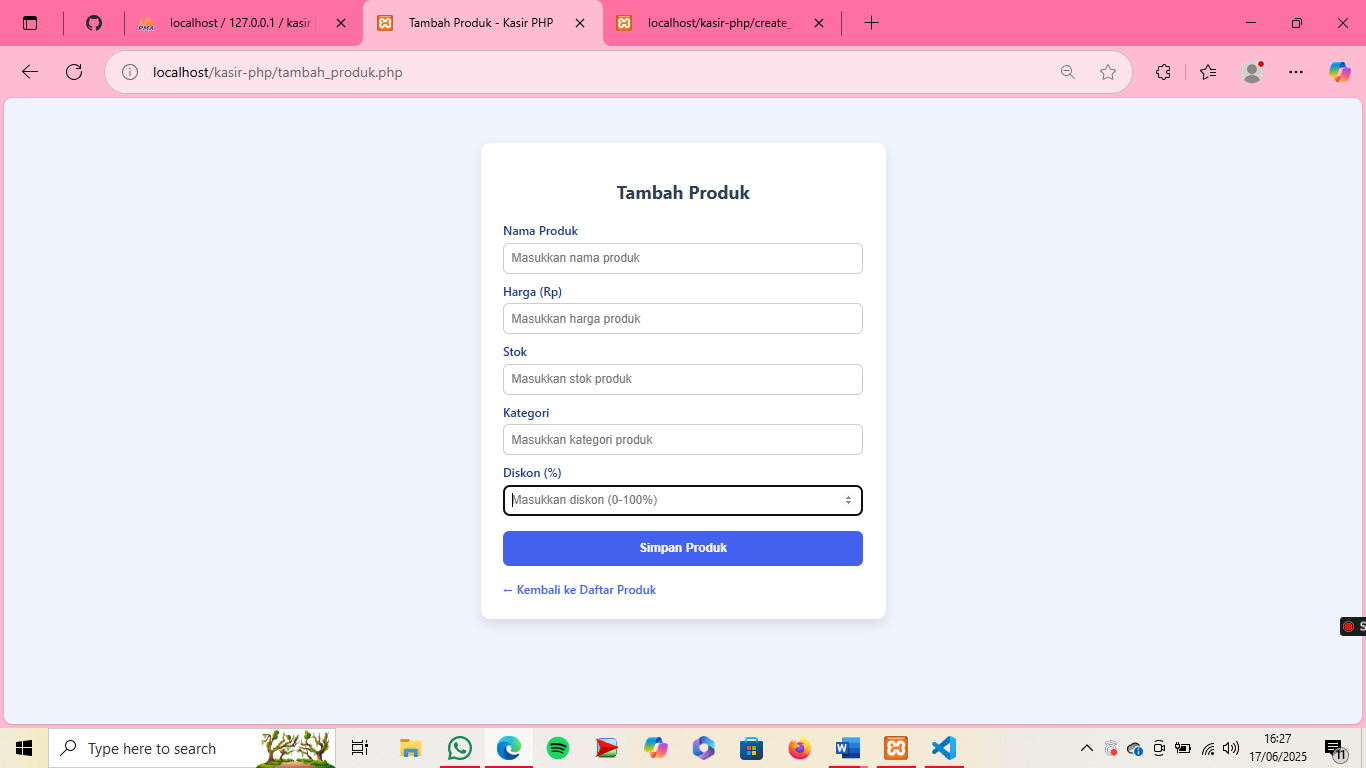 localhost / 127.0.0.1 / kasir
Tambah Produk - Kasir PHP
localhost/kasir-php/create_
localhost/kasir-php/tambah_produk.php
Tambah Produk
Nama Produk
Masukkan nama produk
Harga (Rp)
Masukkan harga produk
Stok
Masukkan stok produk
Kategori
Masukkan kategori produk
Diskon (%)
Masukkan diskon (0-100%)
Simpan Produk
← Kembali ke Daftar Produk
S
Type here to search
16:27
17/06/2025
11